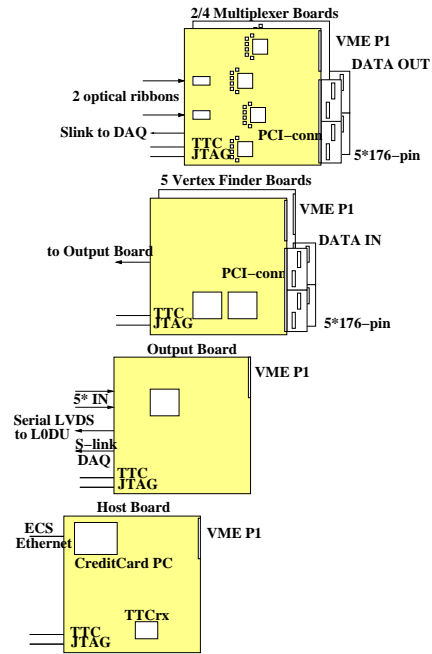 2/4 Multiplexer Boards
VME P1
DATA OUT
2 optical ribbons
Slink to DAQ
PCI-conn
TTC
JTAG
5*176-pin
5 Vertex Finder Boards
VME P1
DATA IN
to Output Board
PCI-conn
TTC
JTAG
5*176-pin
Output Board
VME P1
5* IN
Serial LVDS
to L0DU
S-link
DAQ
TTC
JTAG
Host Board
ECS
Ethernet
VME P1
CreditCard PC
TTCrx
TTC
JTAG